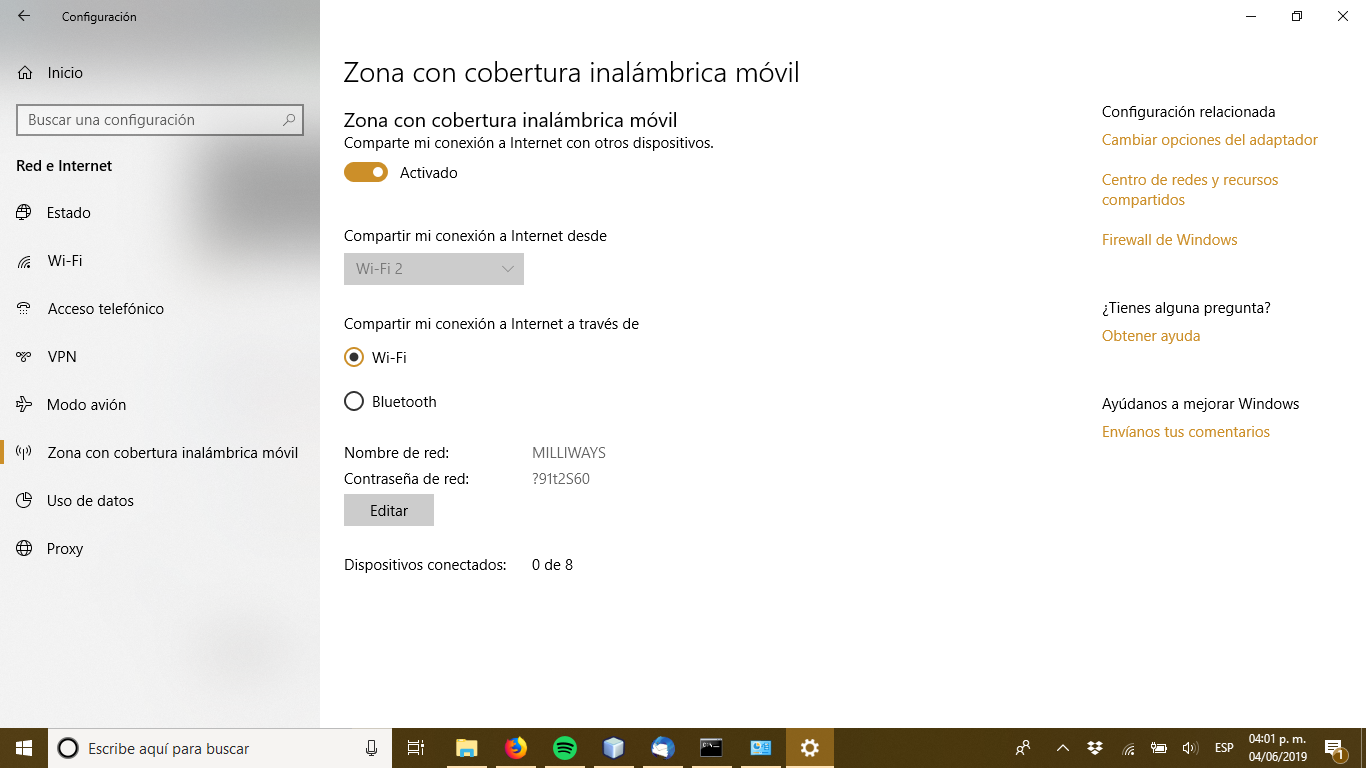 Configuración
Inicio
Buscar una configuración
Red e Internet
Estado
Wi-Fi
Acceso telefónico
VPN
Modo avión
Zona con cobertura inalámbrica móvil
Uso de datos
Proxy
Zona con cobertura inalámbrica móvil
Zona con cobertura inalámbrica móvil
Comparte mi conexión a Internet con otros dispositivos.
Activado
Compartir mi conexión a Internet desde
Wi-Fi 2
Compartir mi conexión a Internet a través de
Wi-Fi
Bluetooth
Nombre de red: MILLIWAYS
Contraseña de red: ?91t2S60
Editar
Dispositivos conectados: 0 de 8
Configuración relacionada
Cambiar opciones del adaptador
Centro de redes y recursos
compartidos
Firewall de Windows
¿Tienes alguna pregunta?
Obtener ayuda
Ayúdanos a mejorar Windows
Envíanos tus comentarios
Escribe aquí para buscar
ESP
04:01 p. m.
04/06/2019
1